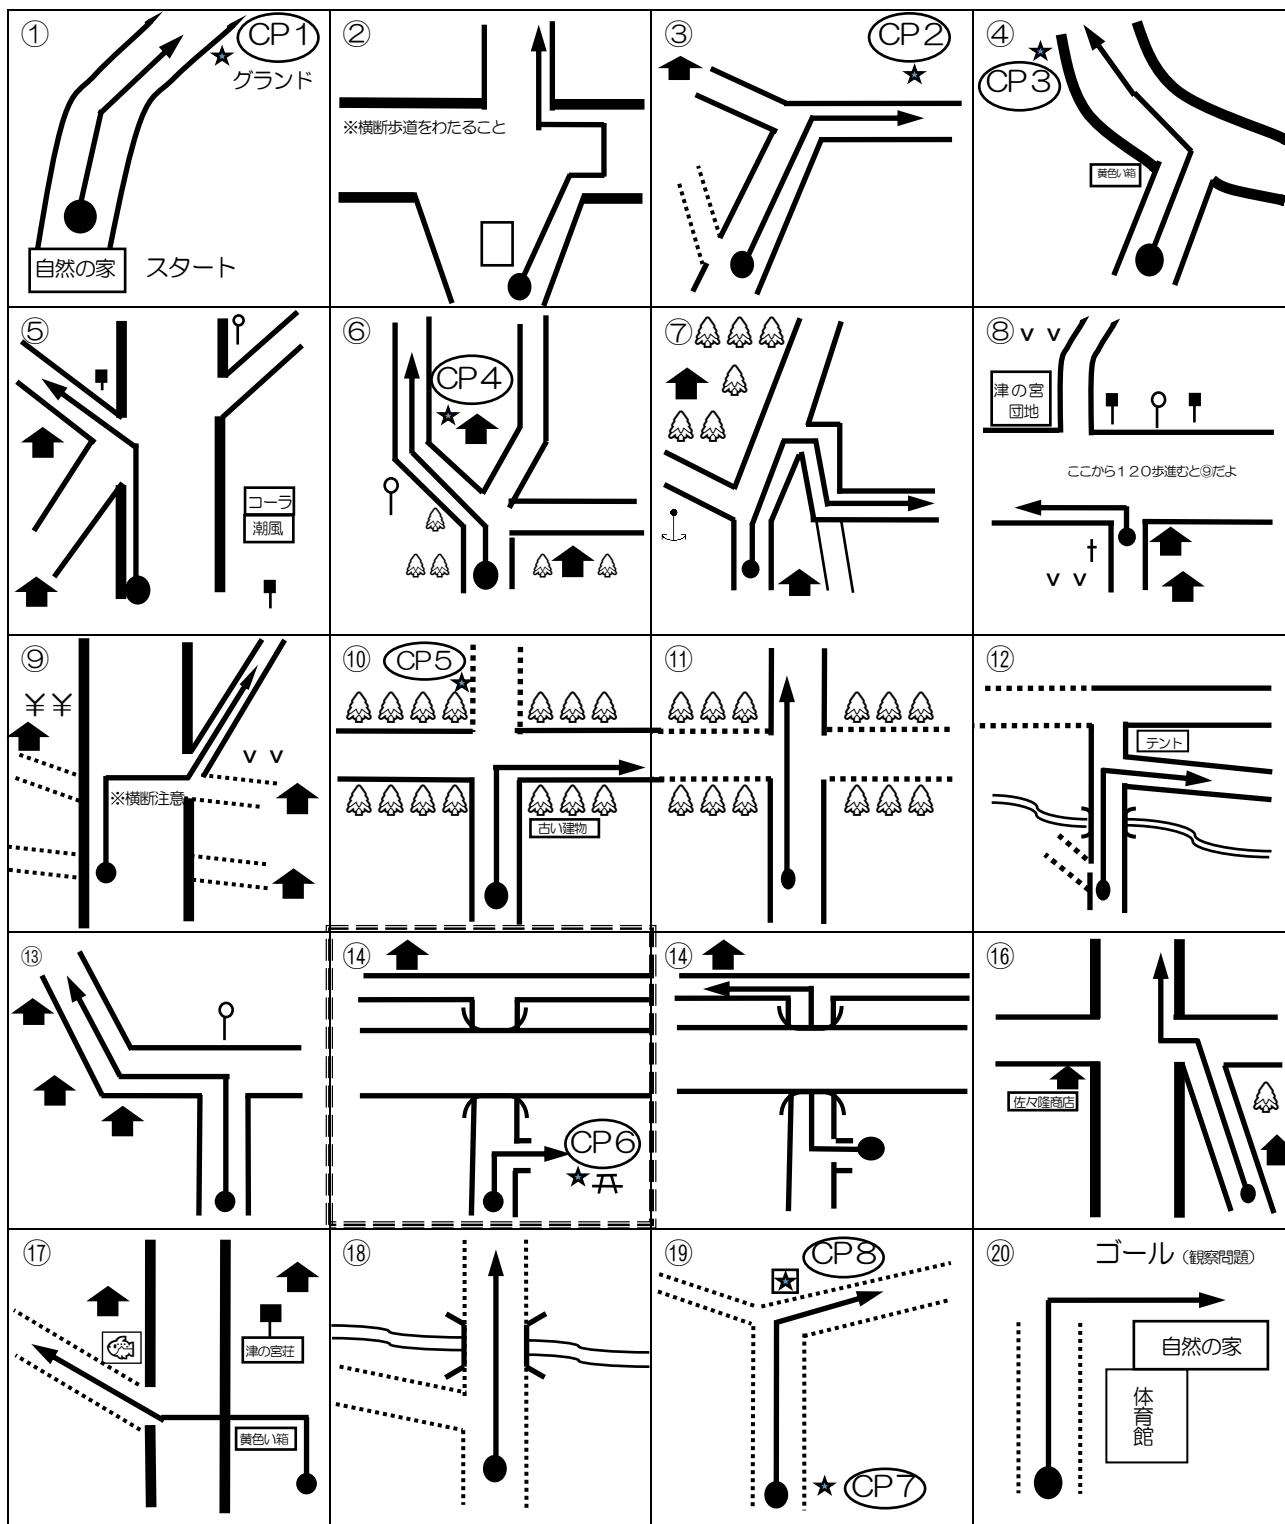 ①
CP1
グランド
自然の家
スタート
②
※横断歩道をわたること
③
CP2
④
CP3
黄色い箱
⑤
コーラ
潮風
⑥
CP4
⑦
⑧
津の宮
団地
ここから120歩進むと⑨だよ
⑨
※横断注意
⑩
CP5
古い建物
⑪
⑫
テント
⑬
⑭
CP6
⑭
⑯
佐々隆商店
⑰
津の宮荘
黄色い箱
⑱
⑲
CP8
CP7
⑳
ゴール(観察問題)
自然の家
体育館